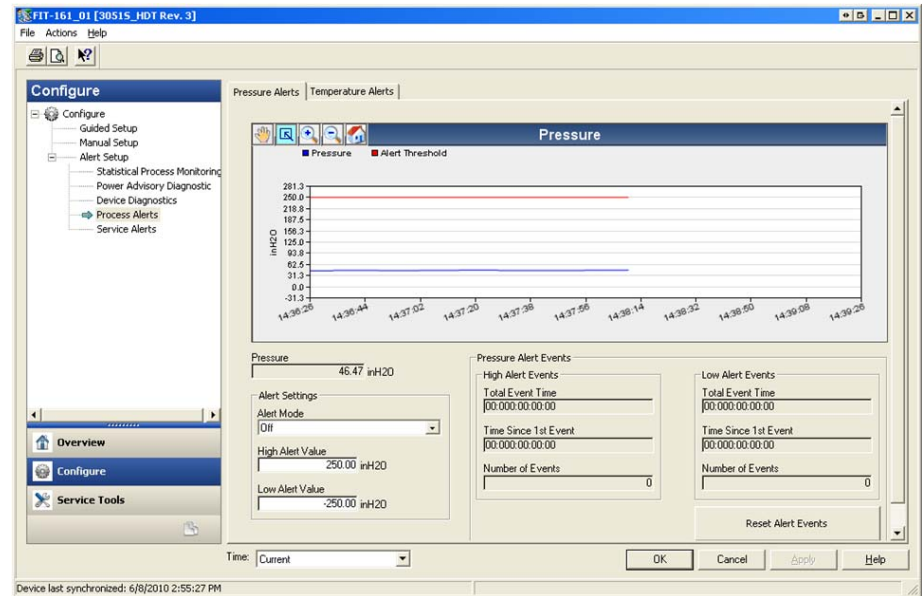 FIT-161_01 [3051S_HDT Rev. 3]
File Actions Help
Configure
Configure
Guided Setup
Manual Setup
Alert Setup
Statistical Process Monitoring
Power Advisory Diagnostic
Device Diagnostics
Process Alerts
Service Alerts
Overview
Configure
Service Tools
Pressure Alerts Temperature Alerts
Pressure
Pressure Alert Threshold
inH2O
281.3
250.0
218.8
187.5
156.3
125.0
93.8
62.5
31.3
0.0
-31.3
14:36:26 14:36:44 14:37:02 14:37:20 14:37:38 14:37:56 14:38:14 14:38:32 14:38:50 14:39:08 14:39:26
Pressure
46.47 inH2O
Alert Settings
Alert Mode
Off
High Alert Value
250.00 inH2O
Low Alert Value
-250.00 inH2O
Pressure Alert Events
High Alert Events
Total Event Time
00:000:00:00:00
Time Since 1st Event
00:000:00:00:00
Number of Events
0
Low Alert Events
Total Event Time
00:000:00:00:00
Time Since 1st Event
00:000:00:00:00
Number of Events
0
Reset Alert Events
Time: Current
OK Cancel Apply Help
Device last synchronized: 6/8/2010 2:55:27 PM